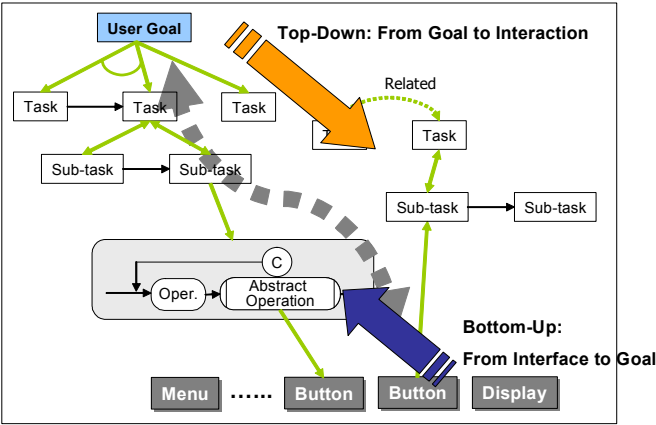 User Goal
Top-Down: From Goal to Interaction
Related
Task
Task
Task
Task
Sub-task
Sub-task
Sub-task
Sub-task
C
Oper.
Abstract
Operation
Bottom-Up:
From Interface to Goal
Menu
......
Button
Button
Display